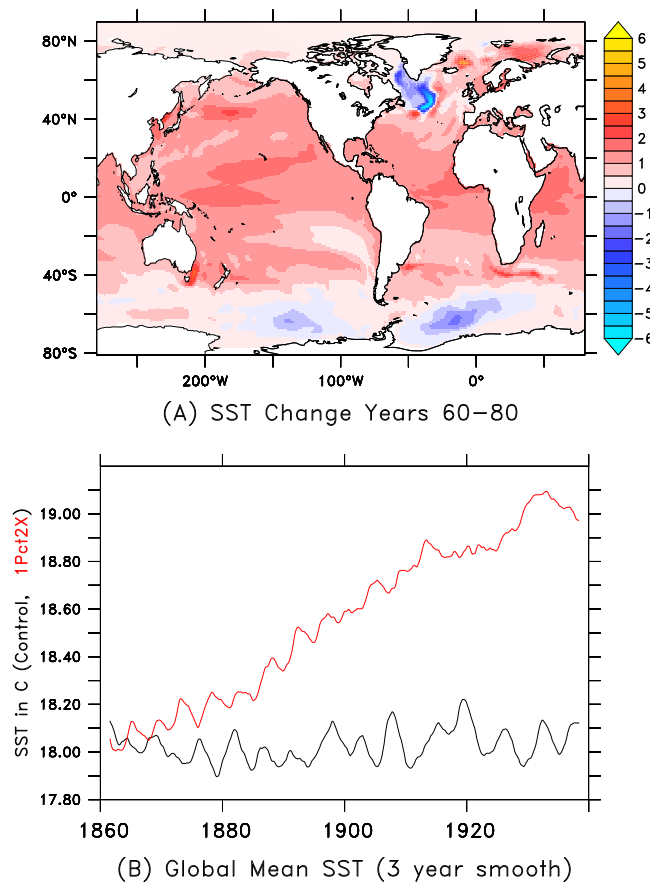 80°N
40°N
0°
40°S
80°S
200°W 100°W 0°
6
5
4
3
2
1
0
-1
-2
-3
-4
-5
-6
(A) SST Change Years 60-80
SST in C (Control, 1Pct2X)
19.00
18.80
18.60
18.40
18.20
18.00
17.80
1860 1880 1900 1920
(B) Global Mean SST (3 year smooth)